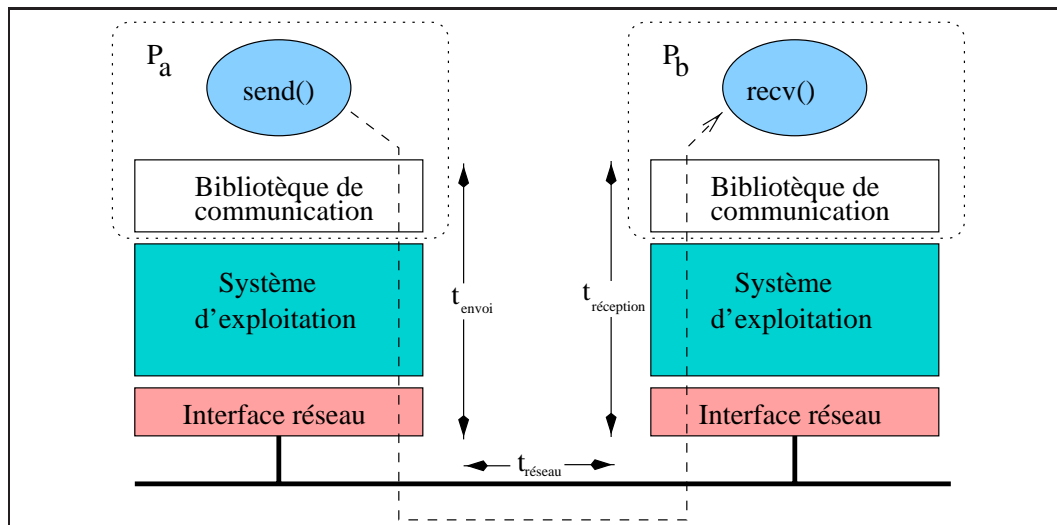 Pa
send()
Bibliotèque de
communication
Système
d'exploitation
Interface réseau
tenvoi
tréseau
tréception
Pb
recv()
Bibliotèque de
communication
Système
d'exploitation
Interface réseau